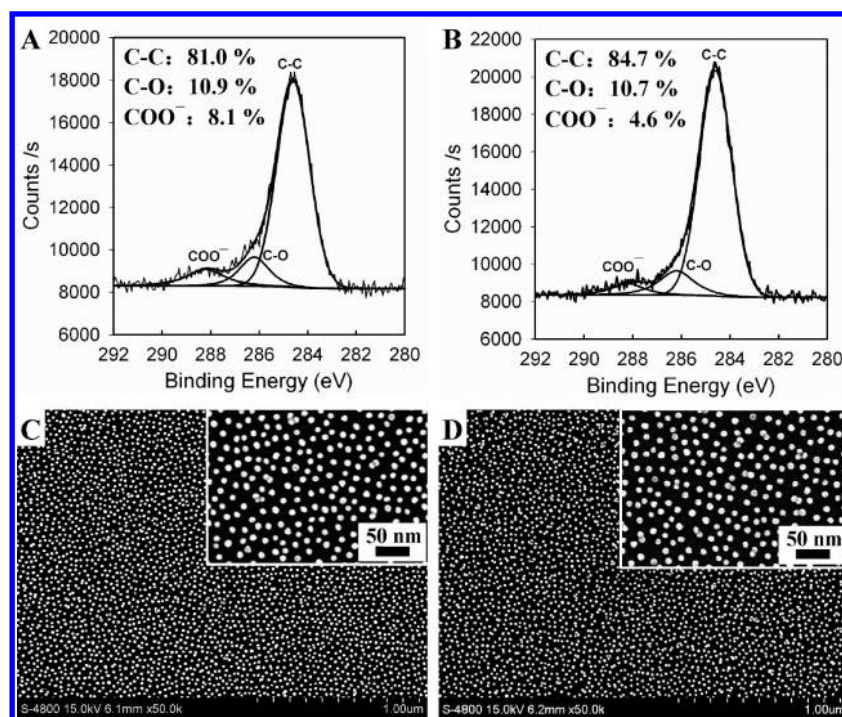 A
C-C: 81.0 %
C-O: 10.9 %
COO⁻: 8.1 %
C-C
COO⁻
C-O
20000
18000
16000
14000
12000
10000
8000
6000
Counts /s
292 290 288 286 284 282 280
Binding Energy (eV)
B
C-C: 84.7 %
C-O: 10.7 %
COO⁻: 4.6 %
C-C
COO⁻
C-O
22000
20000
18000
16000
14000
12000
10000
8000
6000
Counts /s
292 290 288 286 284 282 280
Binding Energy (eV)
C
50 nm
S-4800 15.0kV 6.1mm x50.0k 1.00um
D
50 nm
S-4800 15.0kV 6.2mm x50.0k 1.00um